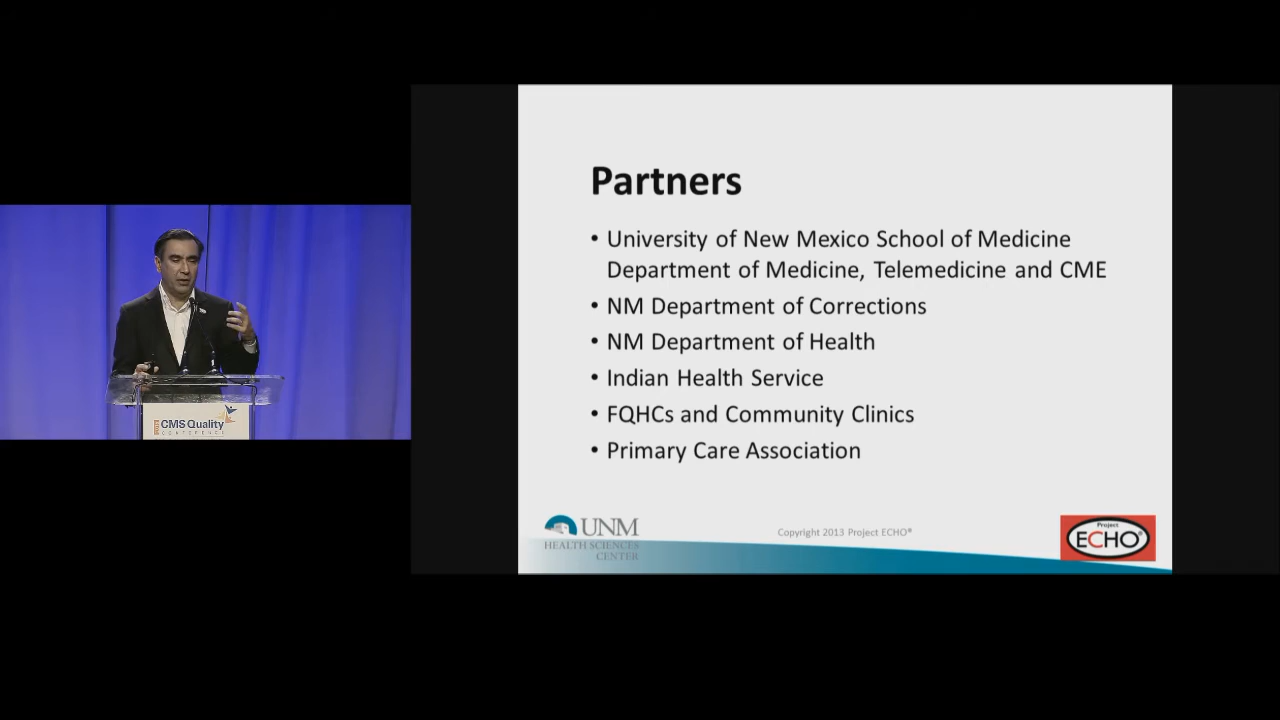 Partners
• University of New Mexico School of Medicine
Department of Medicine, Telemedicine and CME
• NM Department of Corrections
• NM Department of Health
• Indian Health Service
• FQHCs and Community Clinics
• Primary Care Association
UNM
HEALTH SCIENCES
CENTER
Copyright 2013 Project ECHO®
Project
ECHO®
CMS Quality
CONFERENCE